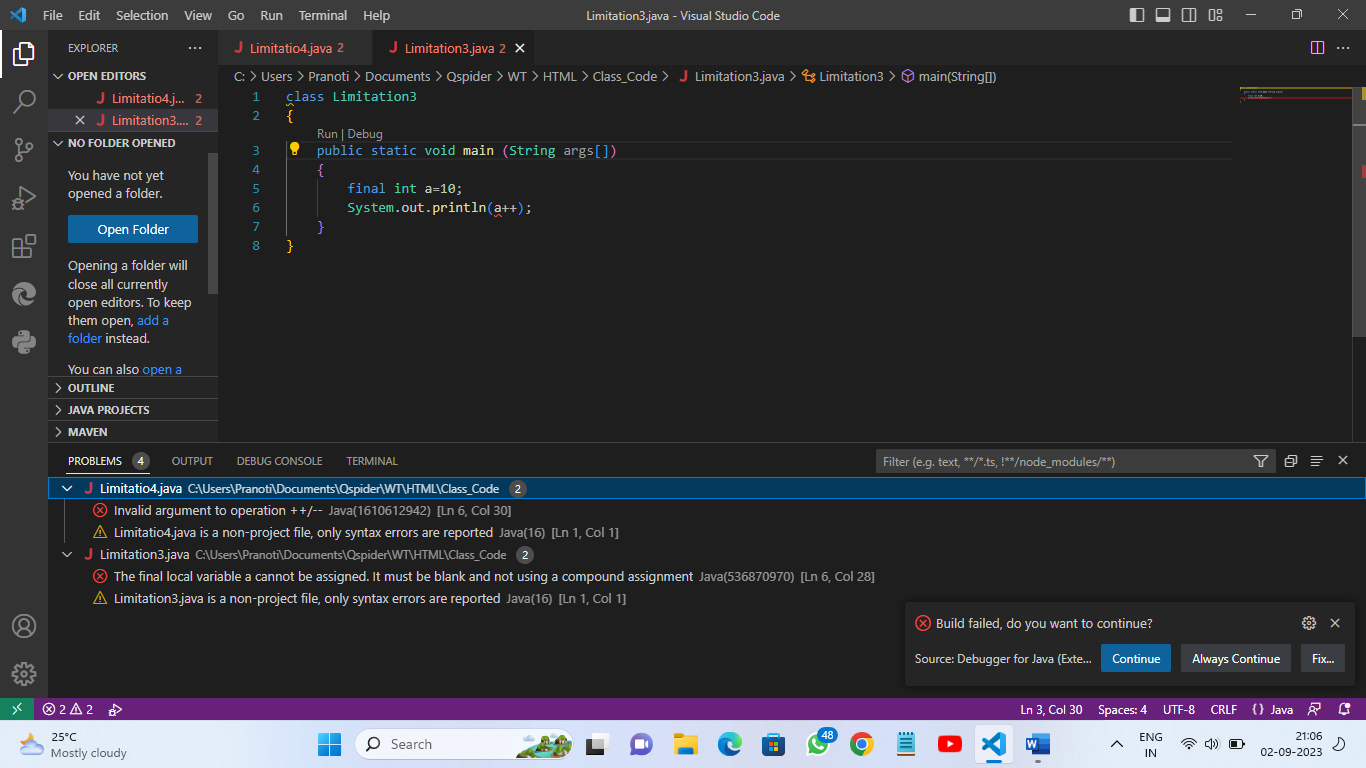 File Edit Selection View Go Run Terminal Help Limitation3.java - Visual Studio Code
EXPLORER
OPEN EDITORS
Limitatio4.j... 2
Limitation3.... 2
NO FOLDER OPENED
You have not yet
opened a folder.
Open Folder
Opening a folder will
close all currently
open editors. To keep
them open, add a
folder instead.
You can also open a
OUTLINE
JAVA PROJECTS
MAVEN
Limitatio4.java 2 Limitation3.java 2
C: > Users > Pranoti > Documents > Qspider > WT > HTML > Class_Code > J Limitation3.java > Limitation3 > main(String[])
1 class Limitation3
2 {
Run | Debug
3 public static void main (String args[])
4 {
5 final int a=10;
6 System.out.println(a++);
7 }
8 }
PROBLEMS 4 OUTPUT DEBUG CONSOLE TERMINAL Filter (e.g. text, **/*.ts, !**/node_modules/**)
Limitatio4.java C:\Users\Pranoti\Documents\Qspider\WT\HTML\Class_Code 2
Invalid argument to operation ++/-- Java(1610612942) [Ln 6, Col 30]
Limitatio4.java is a non-project file, only syntax errors are reported Java(16) [Ln 1, Col 1]
Limitation3.java C:\Users\Pranoti\Documents\Qspider\WT\HTML\Class_Code 2
The final local variable a cannot be assigned. It must be blank and not using a compound assignment Java(536870970) [Ln 6, Col 28]
Limitation3.java is a non-project file, only syntax errors are reported Java(16) [Ln 1, Col 1]
Build failed, do you want to continue?
Source: Debugger for Java (Exte... Continue Always Continue Fix...
2 2 Ln 3, Col 30 Spaces: 4 UTF-8 CRLF {} Java
25°C
Mostly cloudy
Search
48
ENG
IN
21:06
02-09-2023